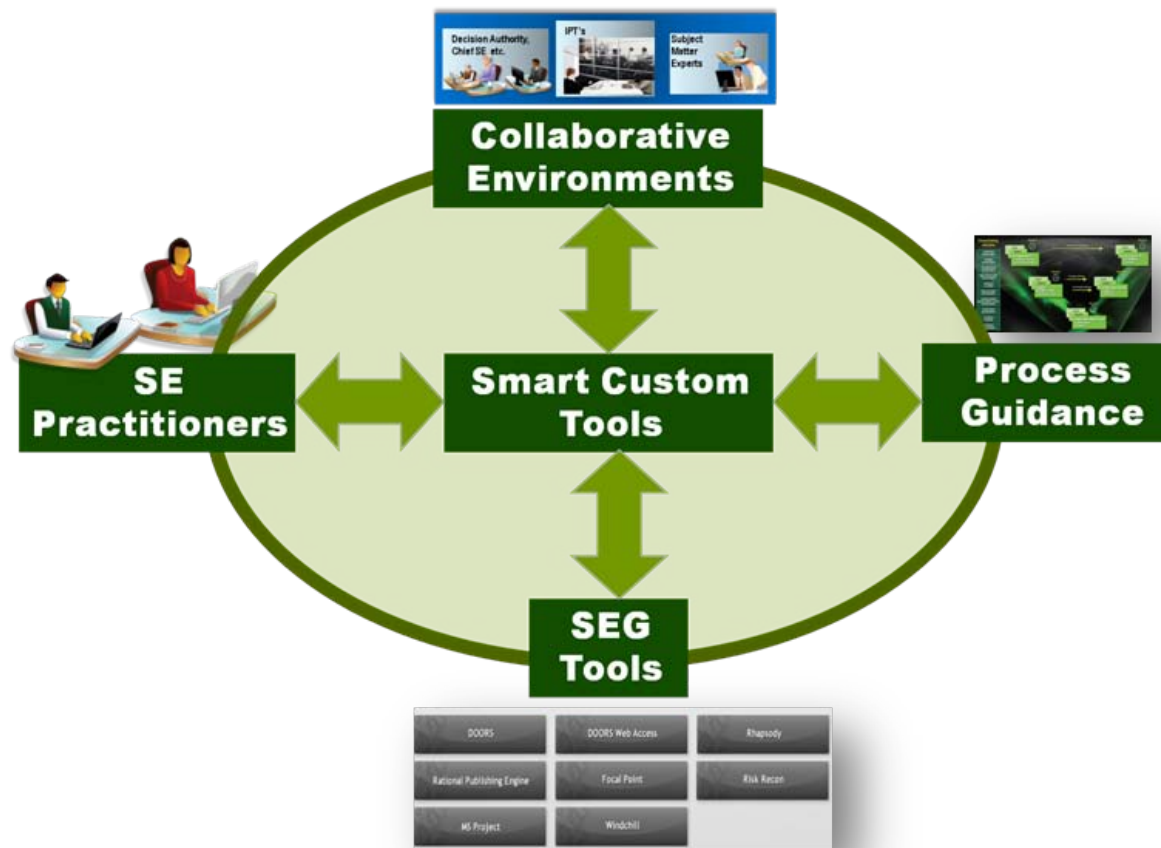 Decision Authority,
Chief SE etc.
IPT's
Subject
Matter
Experts
Collaborative
Environments
SE
Practitioners
Smart Custom
Tools
Process
Guidance
SEG
Tools
DOORS
DOORS Web Access
Rhapsody
Rational Publishing Engine
Focal Point
Risk Recon
MS Project
Windchill